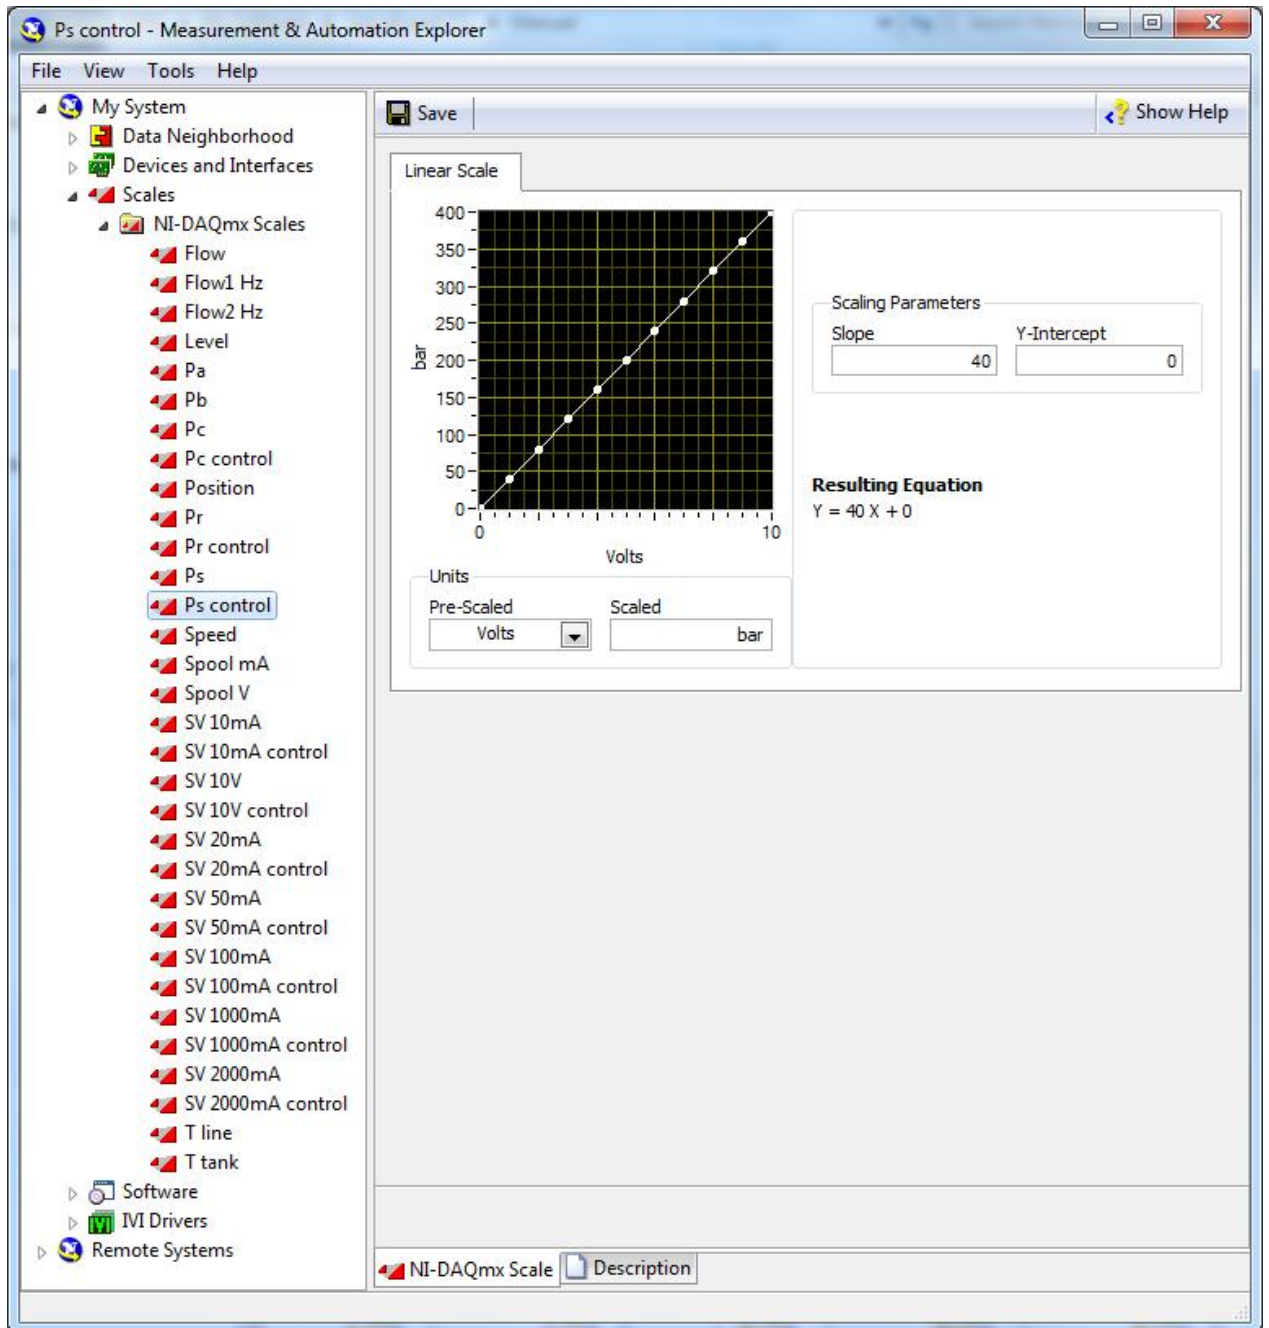 Ps control - Measurement & Automation Explorer
File View Tools Help
My System
Data Neighborhood
Devices and Interfaces
Scales
NI-DAQmx Scales
Flow
Flow1 Hz
Flow2 Hz
Level
Pa
Pb
Pc
Pc control
Position
Pr
Pr control
Ps
Ps control
Speed
Spool mA
Spool V
SV 10mA
SV 10mA control
SV 10V
SV 10V control
SV 20mA
SV 20mA control
SV 50mA
SV 50mA control
SV 100mA
SV 100mA control
SV 1000mA
SV 1000mA control
SV 2000mA
SV 2000mA control
T line
T tank
Software
IVI Drivers
Remote Systems
Save
Show Help
Linear Scale
400
350
300
250
200
150
100
50
0
bar
0 10
Volts
Units
Pre-Scaled Scaled
Volts bar
Scaling Parameters
Slope Y-Intercept
40 0
Resulting Equation
Y = 40 X + 0
NI-DAQmx Scale Description